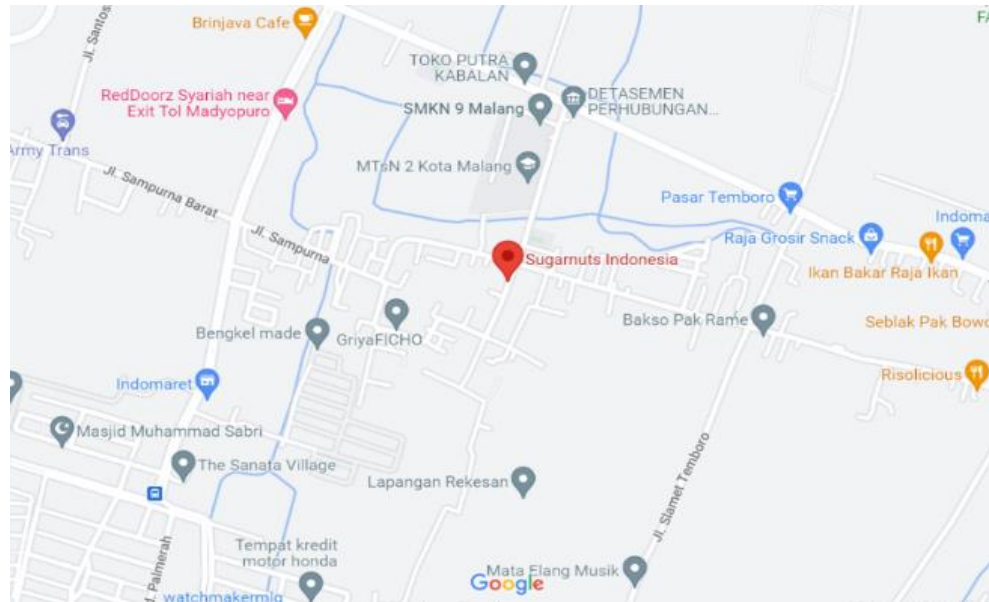 Brinjava Cafe
FA
Jl. Santos
TOKO PUTRA
KABALAN
RedDoorz Syariah near
Exit Tol Madyopuro
SMKN 9 Malang
DETASEMEN
PERHUBUNGAN...
Army Trans
MTsN 2 Kota Malang
Jl. Sampurna Barat
Pasar Temboro
Jl. Sampurna
Raja Grosir Snack
Indoma
Sugarnuts Indonesia
Ikan Bakar Raja Ikan
Bengkel made
GriyaFICHO
Bakso Pak Rame
Seblak Pak Bowo
Indomaret
Risolicious
Masjid Muhammad Sabri
The Sanata Village
Lapangan Rekesan
Jl. Slamet Temboro
Tempat kredit
motor honda
Palmerah
Mata Elang Musik
Google
watchmakermlg